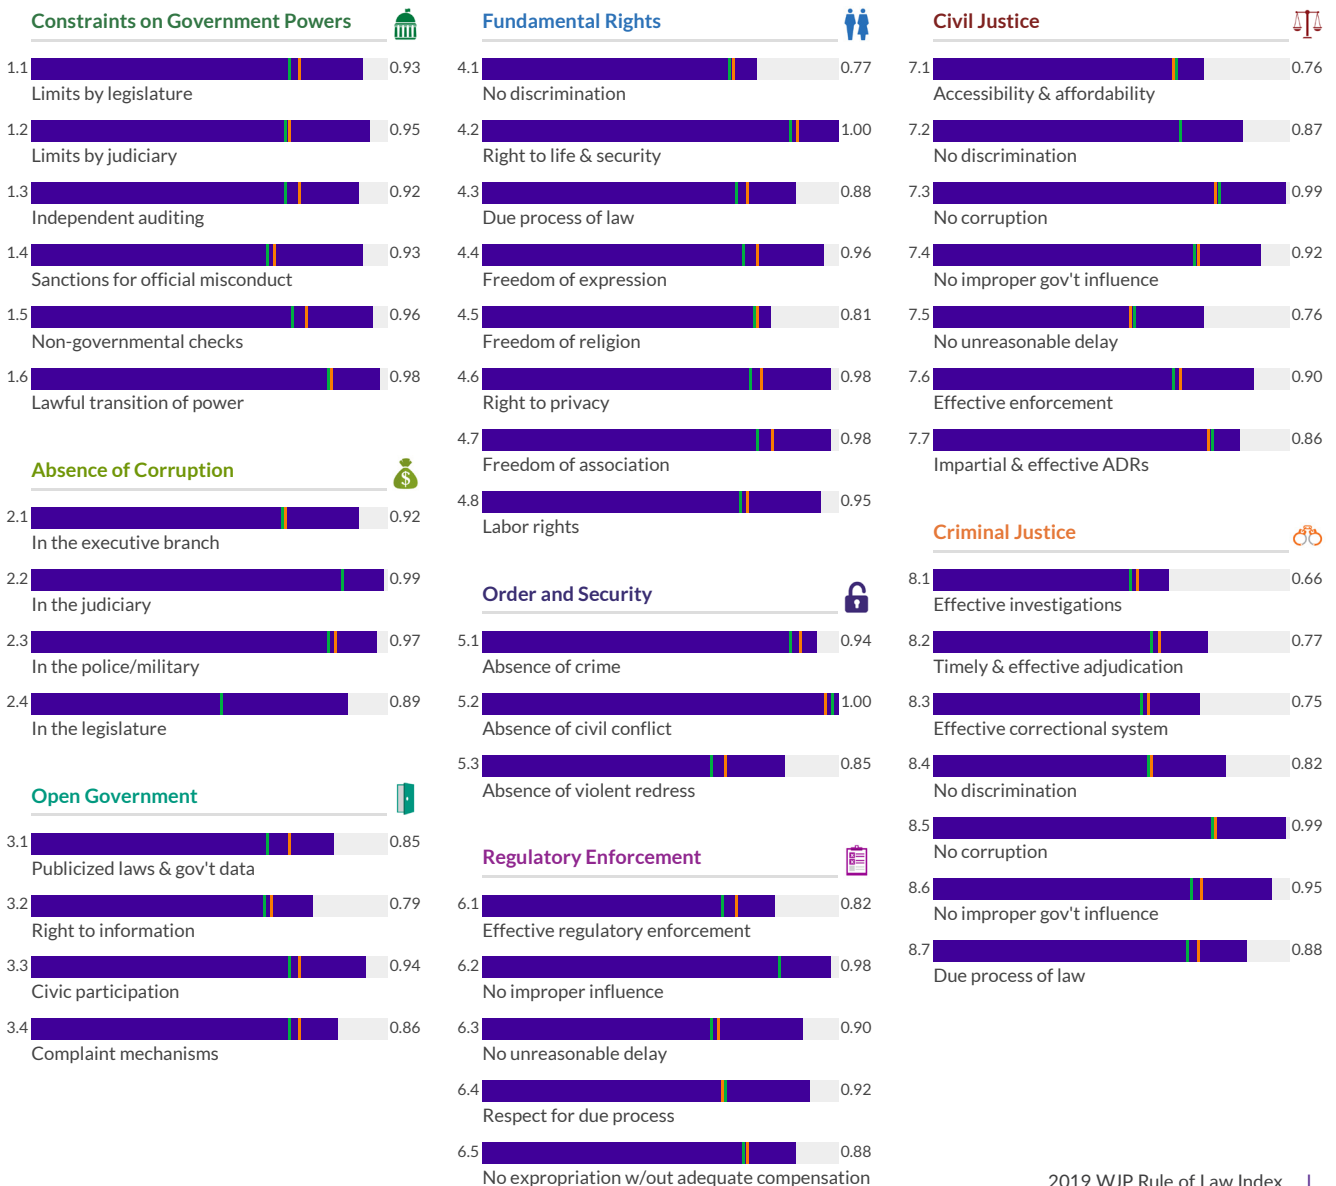 Constraints on Government Powers
1.1 0.93
Limits by legislature
1.2 0.95
Limits by judiciary
1.3 0.92
Independent auditing
1.4 0.93
Sanctions for official misconduct
1.5 0.96
Non-governmental checks
1.6 0.98
Lawful transition of power
Absence of Corruption
2.1 0.92
In the executive branch
2.2 0.99
In the judiciary
2.3 0.97
In the police/military
2.4 0.89
In the legislature
Open Government
3.1 0.85
Publicized laws & gov't data
3.2 0.79
Right to information
3.3 0.94
Civic participation
3.4 0.86
Complaint mechanisms
Fundamental Rights
4.1 0.77
No discrimination
4.2 1.00
Right to life & security
4.3 0.88
Due process of law
4.4 0.96
Freedom of expression
4.5 0.81
Freedom of religion
4.6 0.98
Right to privacy
4.7 0.98
Freedom of association
4.8 0.95
Labor rights
Order and Security
5.1 0.94
Absence of crime
5.2 1.00
Absence of civil conflict
5.3 0.85
Absence of violent redress
Regulatory Enforcement
6.1 0.82
Effective regulatory enforcement
6.2 0.98
No improper influence
6.3 0.90
No unreasonable delay
6.4 0.92
Respect for due process
6.5 0.88
No expropriation w/out adequate compensation
Civil Justice
7.1 0.76
Accessibility & affordability
7.2 0.87
No discrimination
7.3 0.99
No corruption
7.4 0.92
No improper gov't influence
7.5 0.76
No unreasonable delay
7.6 0.90
Effective enforcement
7.7 0.86
Impartial & effective ADRs
Criminal Justice
8.1 0.66
Effective investigations
8.2 0.77
Timely & effective adjudication
8.3 0.75
Effective correctional system
8.4 0.82
No discrimination
8.5 0.99
No corruption
8.6 0.95
No improper gov't influence
8.7 0.88
Due process of law
2019 WJP Rule of Law Index |